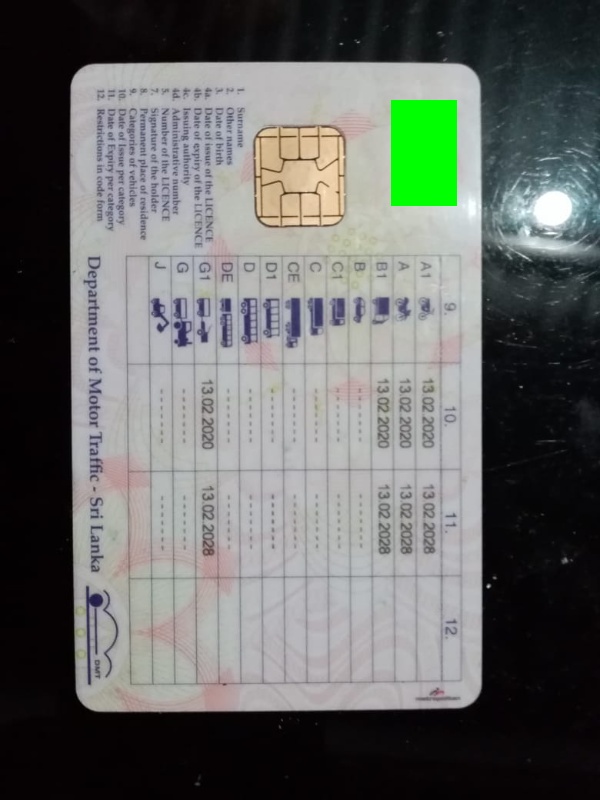 1. Surname
2. Other names
3. Date of birth
4a. Date of issue of the LICENCE
4b. Date of expiry of the LICENCE
4c. Issuing authority
4d. Administrative number
5. Number of the LICENCE
7. Signature of the holder
8. Permanent place of residence
9. Categories of vehicles
10. Date of Issue per category
11. Date of Expiry per category
12. Restrictions in code form
9. 10. 11. 12.
A1 13 02 2020 13 02 2028
A 13 02 2020 13 02 2028
B1 13 02 2020 13 02 2028
B - - - - - - - - - - - - - -
C1 - - - - - - - - - - - - - -
C - - - - - - - - - - - - - -
CE - - - - - - - - - - - - - -
D1 - - - - - - - - - - - - - -
D - - - - - - - - - - - - - -
DE - - - - - - - - - - - - - -
G1 13 02 2020 13 02 2028
G - - - - - - - - - - - - - -
J - - - - - - - - - - - - - -
Department of Motor Traffic - Sri Lanka
DMT